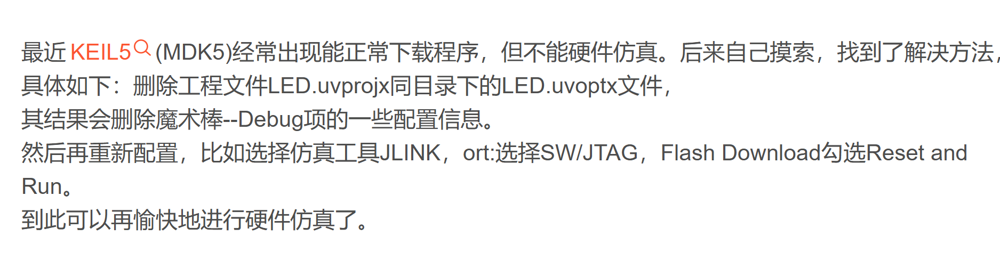 最近 KEIL5 (MDK5)经常出现能正常下载程序，但不能硬件仿真。后来自己摸索，找到了解决方法，
具体如下：删除工程文件LED.uvprojx同目录下的LED.uvoptx文件，
其结果会删除魔术棒--Debug项的一些配置信息。
然后再重新配置，比如选择仿真工具JLINK，ort:选择SW/JTAG，Flash Download勾选Reset and
Run。
到此可以再愉快地进行硬件仿真了。